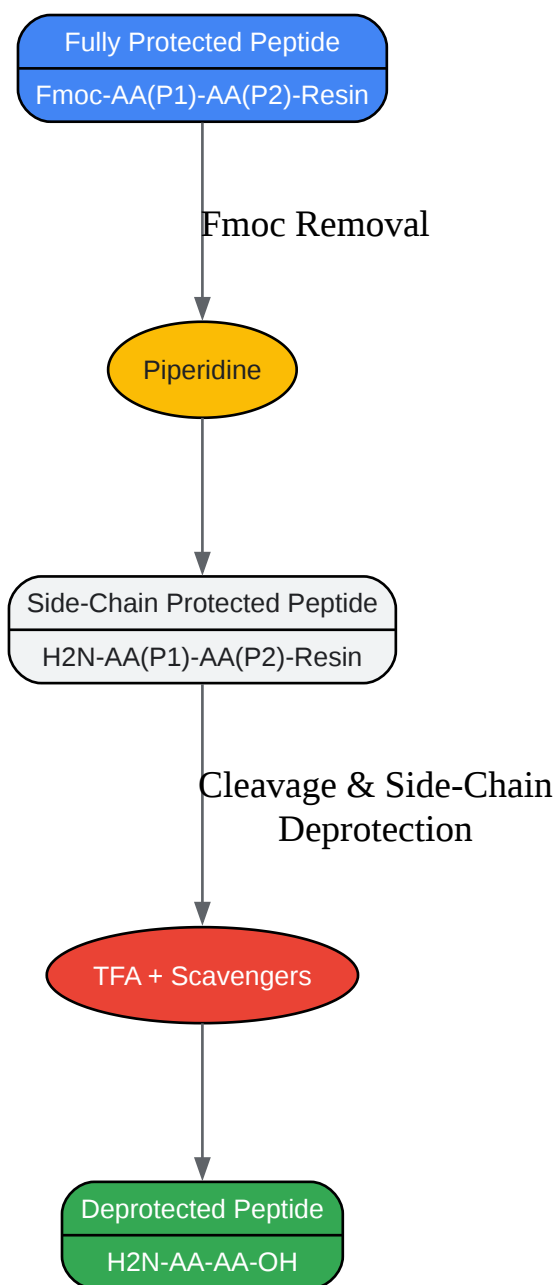 Fully Protected Peptide
Fmoc-AA(P1)-AA(P2)-Resin
Fmoc Removal
Piperidine
Side-Chain Protected Peptide
H2N-AA(P1)-AA(P2)-Resin
Cleavage & Side-Chain
Deprotection
TFA + Scavengers
Deprotected Peptide
H2N-AA-AA-OH